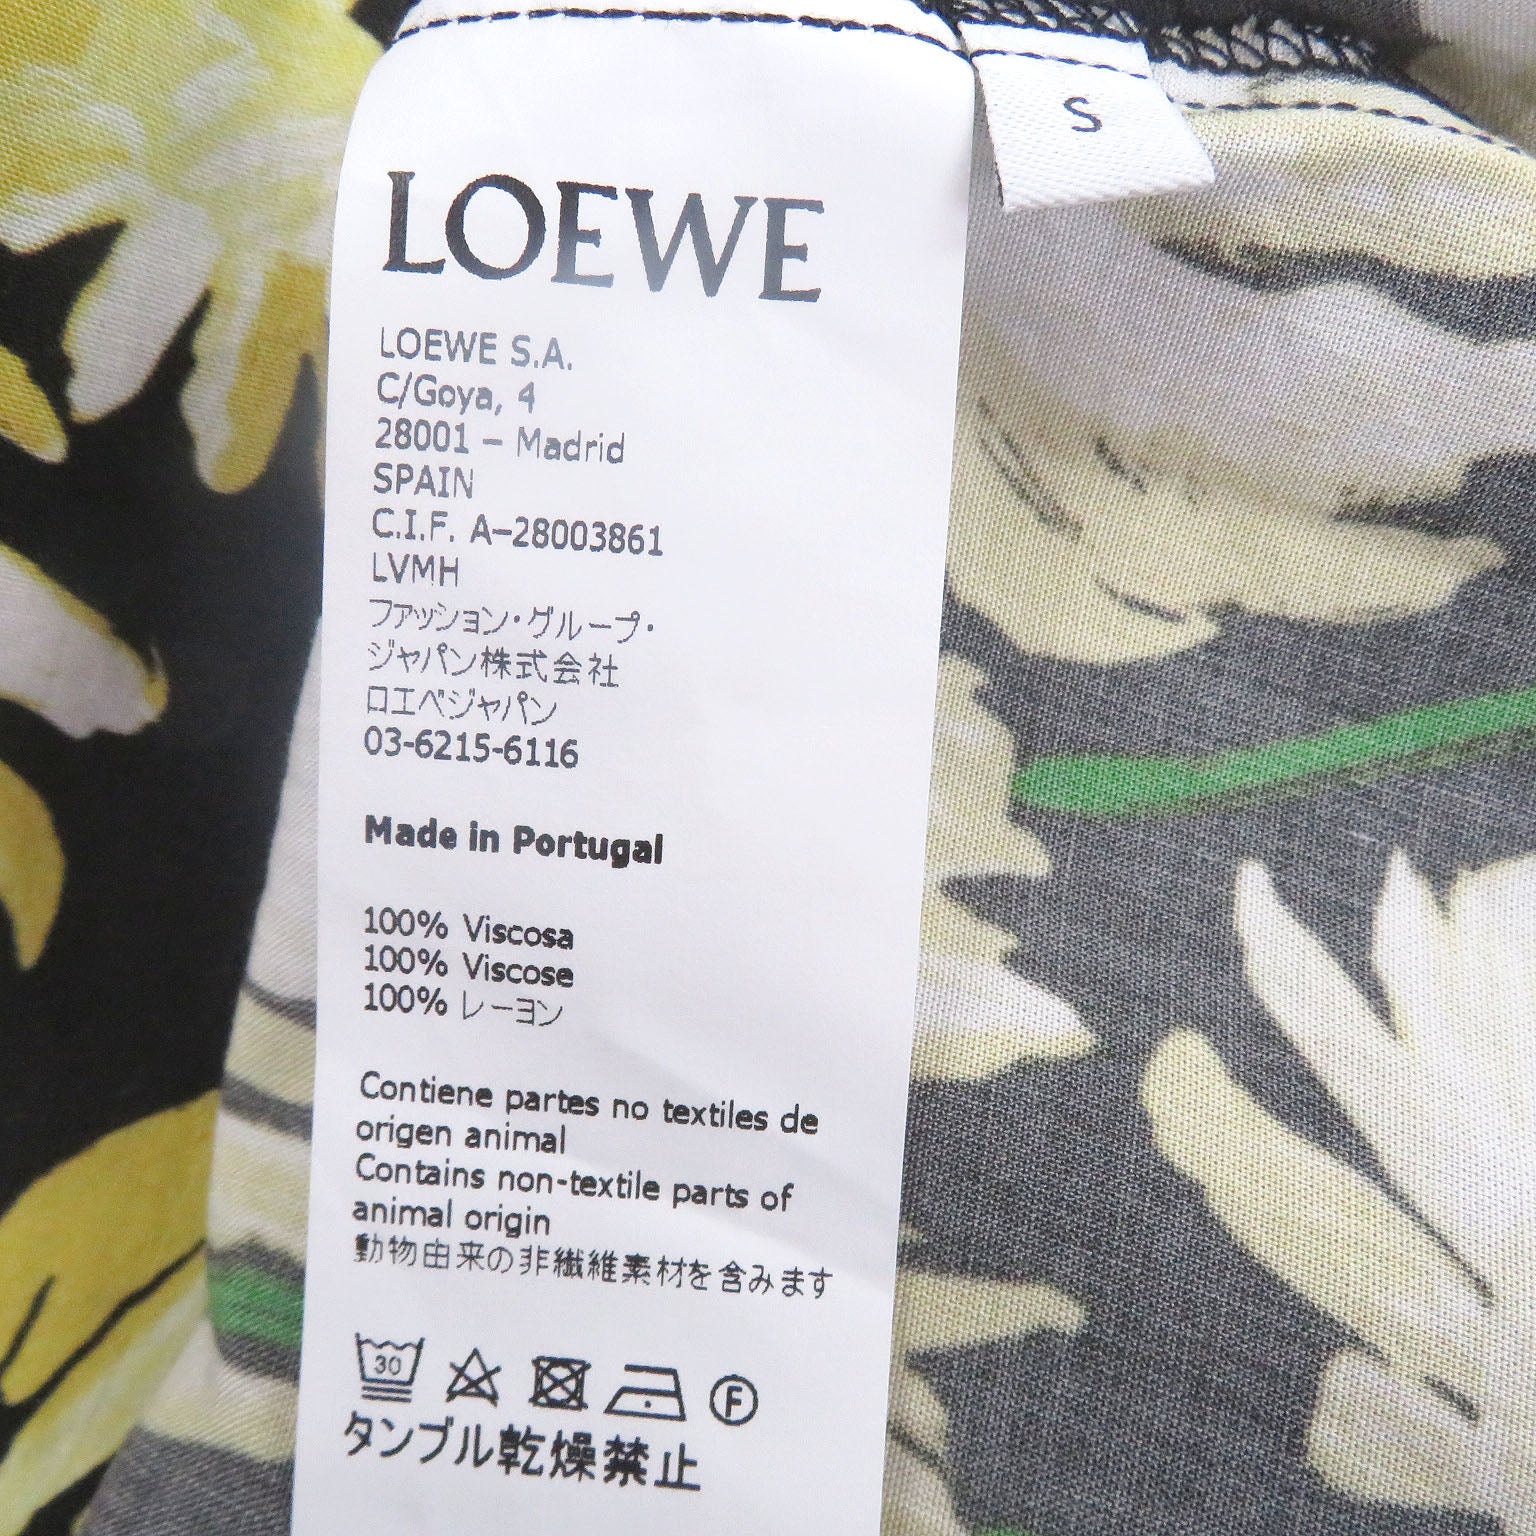 S
LOEWE
LOEWE S.A.
C/Goya, 4
28001 – Madrid
SPAIN
C.I.F. A–28003861
LVMH
ファッション・グループ・
ジャパン株式会社
ロエベジャパン
03-6215-6116
Made in Portugal
100% Viscosa
100% Viscose
100% レーヨン
Contiene partes no textiles de
origen animal
Contains non-textile parts of
animal origin
動物由来の非繊維素材を含みます
30
F
タンブル乾燥禁止